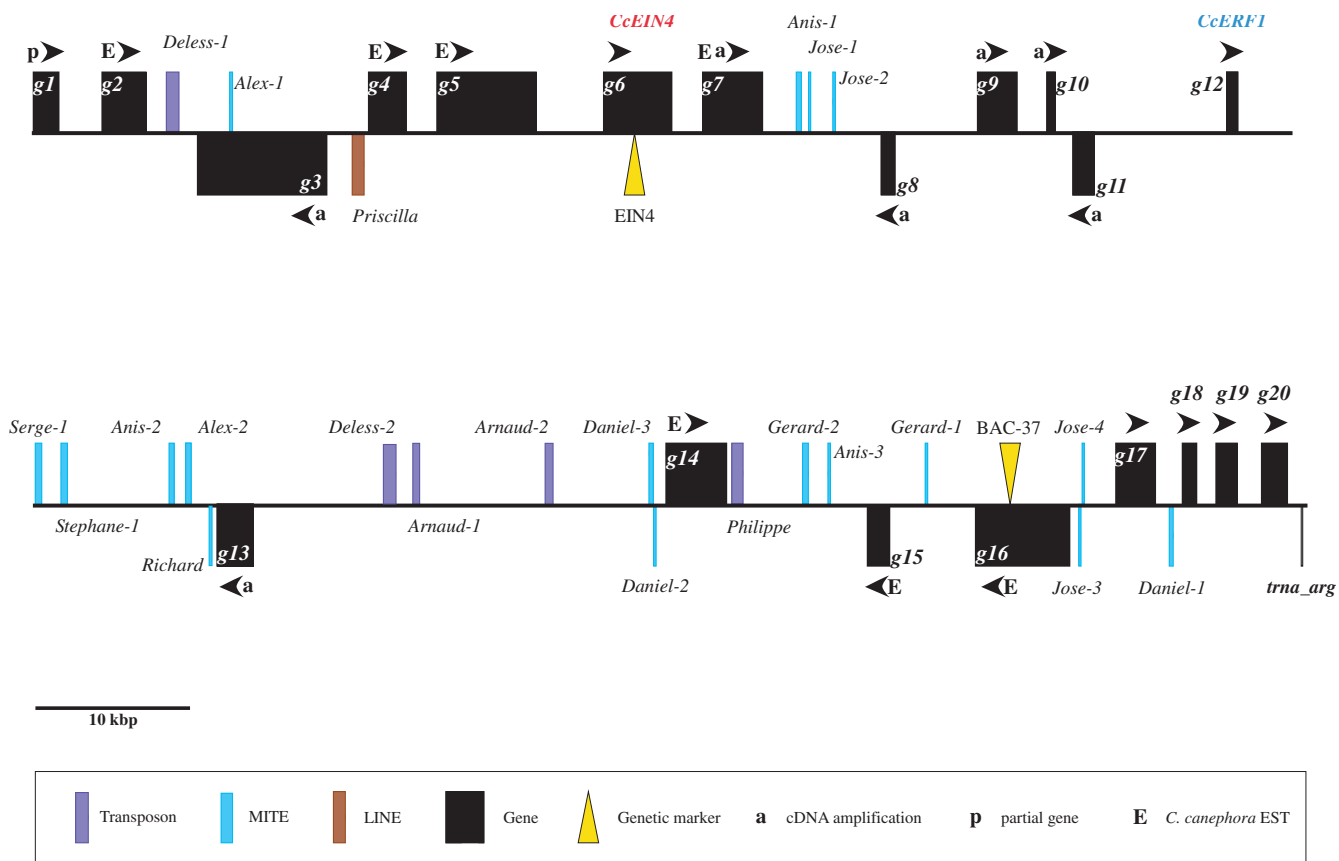 CcEIN4 Anis-1 CcERF1
p E Deless-1 E E E a Jose-1 a a
g1 g2 Alex-1 g4 g5 g6 g7 Jose-2 g9 g10 g12
g3 g8 g11
a Priscilla EIN4 a a
g18 g19 g20
Serge-1 Anis-2 Alex-2 Deless-2 Arnaud-2 Daniel-3 E Gerard-2 Gerard-1 BAC-37 Jose-4
g14 Anis-3 g17
Stephane-1 Arnaud-1 Philippe
Richard g13 g15 g16
a Daniel-2 E E Jose-3 Daniel-1 trna_arg
10 kbp
Transposon MITE LINE Gene Genetic marker a cDNA amplification p partial gene E C. canephora EST